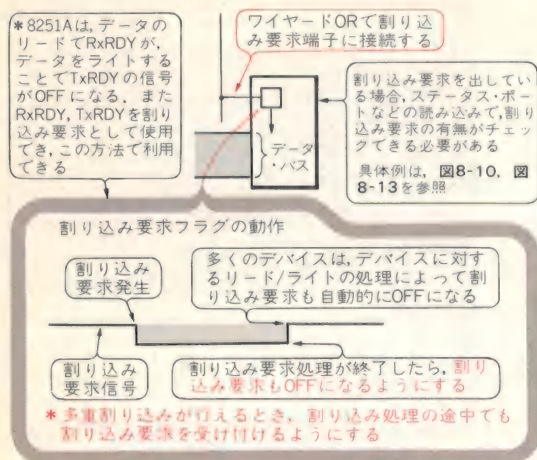 *8251Aは,データの
リードでRxRDYが,
データをライトする
ことでTxRDYの信号
がOFFになる. また
RxRDY, TxRDYを割り
込み要求として使用
でき,この方法で利用
できる
ワイヤードORで割り込
み要求端子に接続する
データ
・バス
割り込み要求を出してい
る場合,ステータス・ポー
トなどの読み込みで,割り
込み要求の有無がチェッ
クできる必要がある
具体例は, 図8-10, 図
8-13を参照
割り込み要求フラグの動作
割り込み
要求発生
多くのデバイスは,デバイスに対す
るリード/ライトの処理によって割
り込み要求も自動的にOFFになる
割り込み
要求信号
割り込み要求処理が終了したら,割り
込み要求もOFFになるようにする
*多重割り込みが行えるとき, 割り込み処理の途中でも
割り込み要求を受け付けるようにする